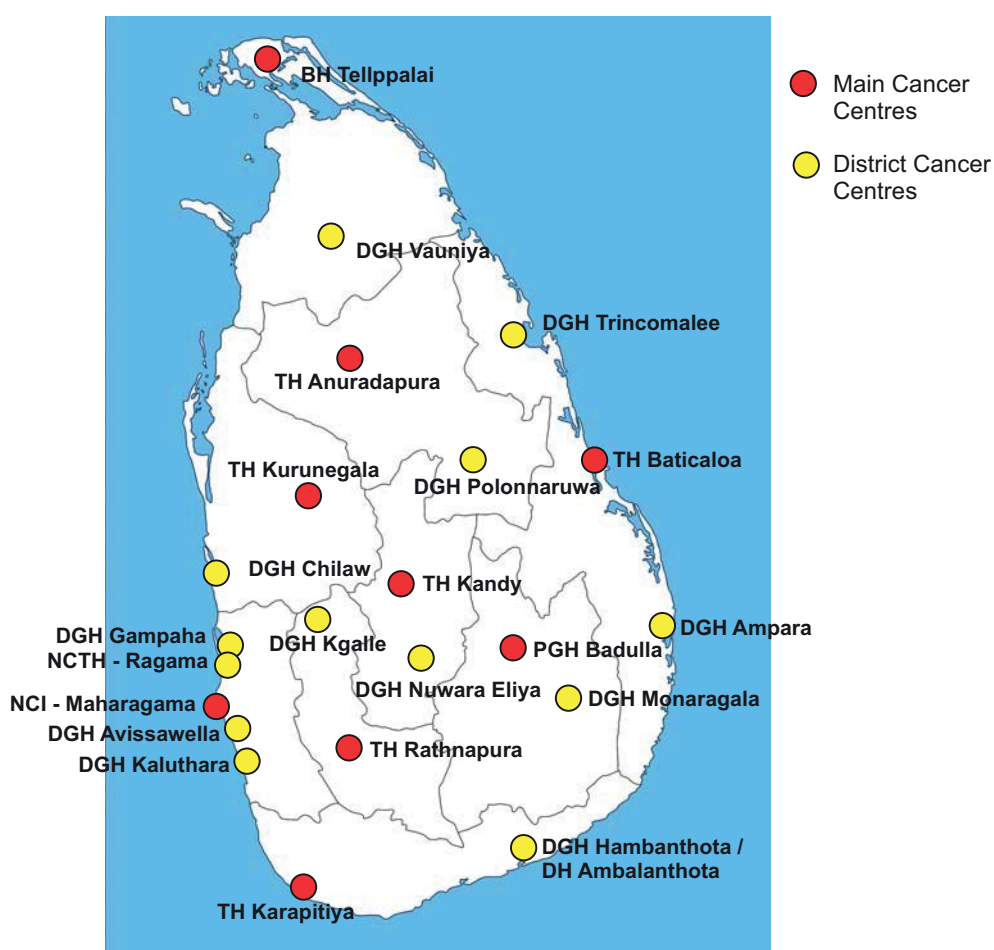 BH Tellppalai
Main Cancer
Centres
District Cancer
Centres
DGH Vauniya
DGH Trincomalee
TH Anuradapura
TH Kurunegala
TH Baticaloa
DGH Polonnaruwa
DGH Chilaw
TH Kandy
DGH Gampaha
DGH Kgalle
DGH Ampara
NCTH - Ragama
PGH Badulla
DGH Nuwara Eliya
DGH Monaragala
NCI - Maharagama
DGH Avissawella
TH Rathnapura
DGH Kaluthara
DGH Hambanthota /
DH Ambalanthota
TH Karapitiya